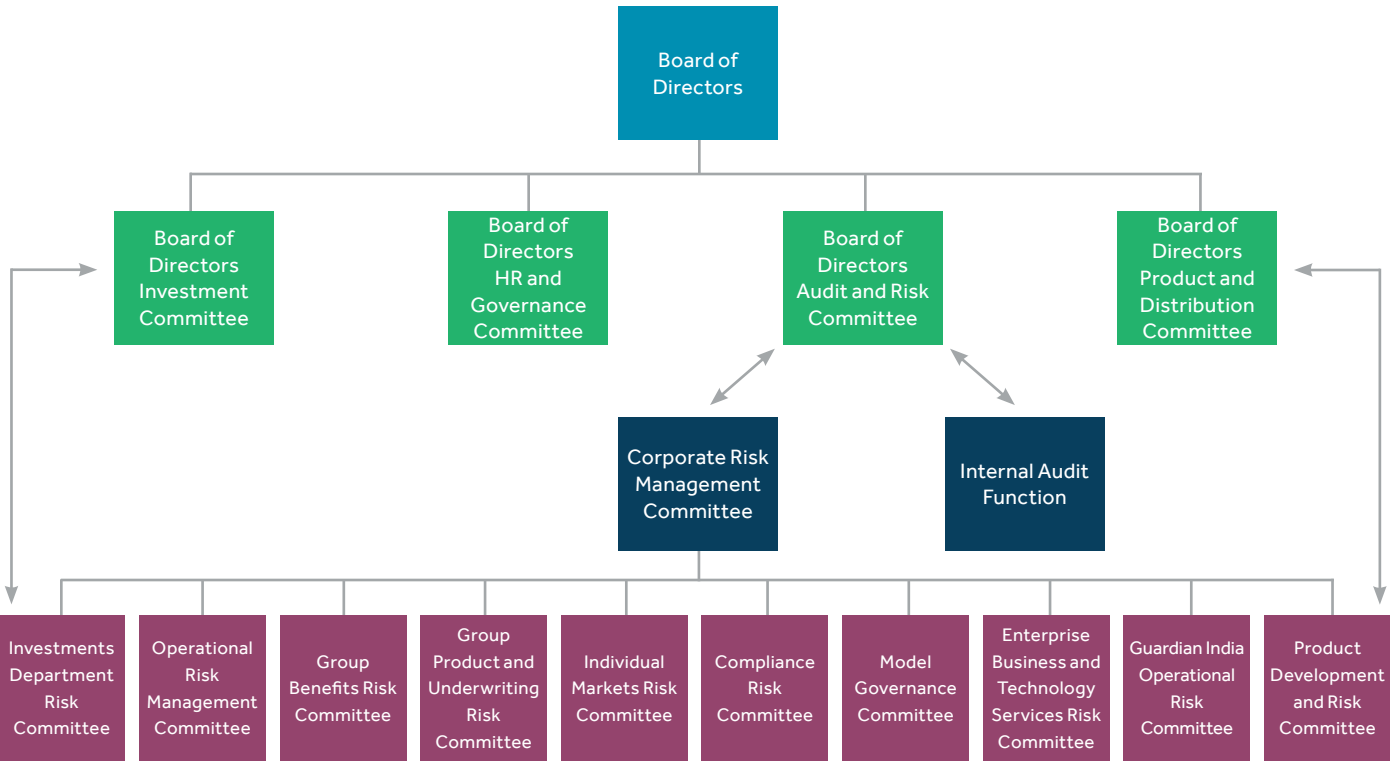 Board of
Directors
Board of
Directors
Investment
Committee
Board of
Directors
HR and
Governance
Committee
Board of
Directors
Audit and Risk
Committee
Board of
Directors
Product and
Distribution
Committee
Corporate Risk
Management
Committee
Internal Audit
Function
Investments
Department
Risk
Committee
Operational
Risk
Management
Committee
Group
Benefits Risk
Committee
Group
Product and
Underwriting
Risk
Committee
Individual
Markets Risk
Committee
Compliance
Risk
Committee
Model
Governance
Committee
Enterprise
Business and
Technology
Services Risk
Committee
Guardian India
Operational
Risk
Committee
Product
Development
and Risk
Committee